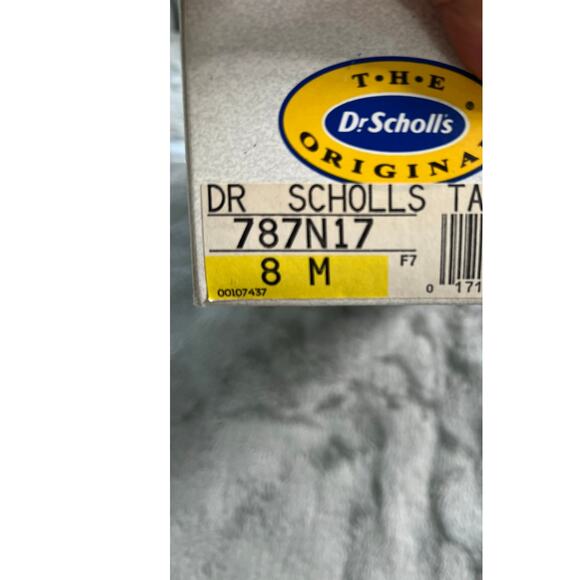 T•H•E
Dr.Scholl's ®
ORIGINA
DR SCHOLLS TA
787N17
8 M
F7
00107437
0 171